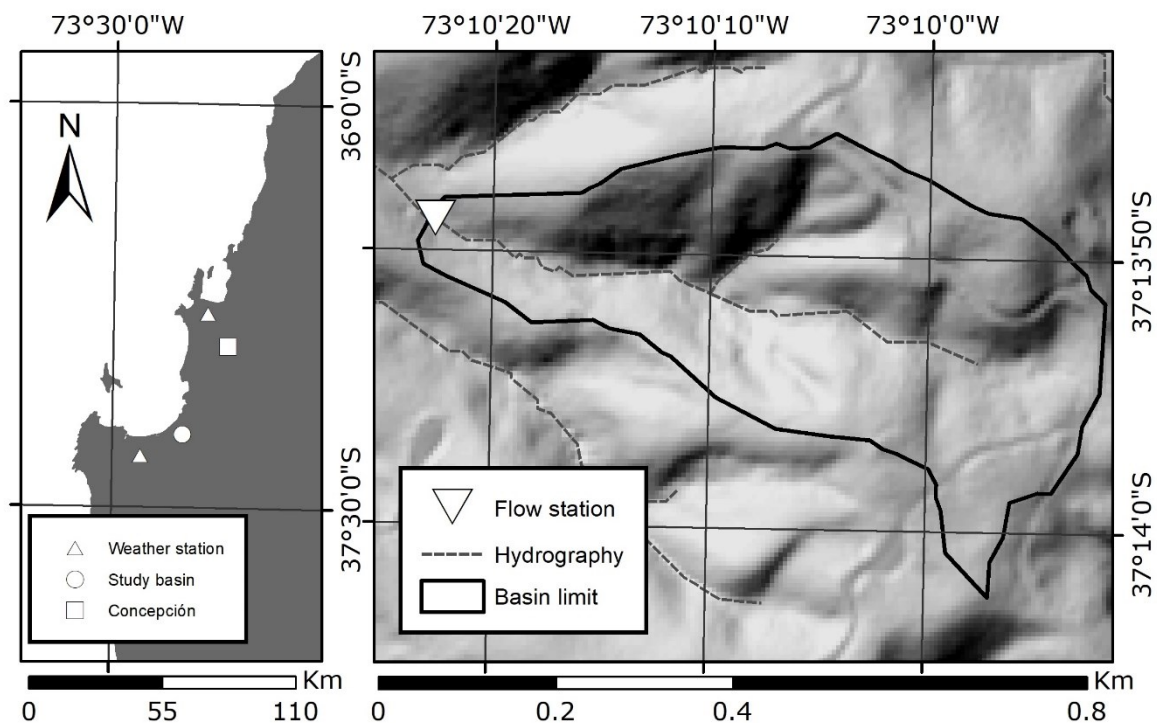 73°30'0"W
73°10'20"W
73°10'10"W
73°10'0"W
N
36°0'0"S
37°30'0"S
37°13'50"S
37°14'0"S
Weather station
Study basin
Concepción
Flow station
Hydrography
Basin limit
Km
0
55
110
Km
0
0.2
0.4
0.8